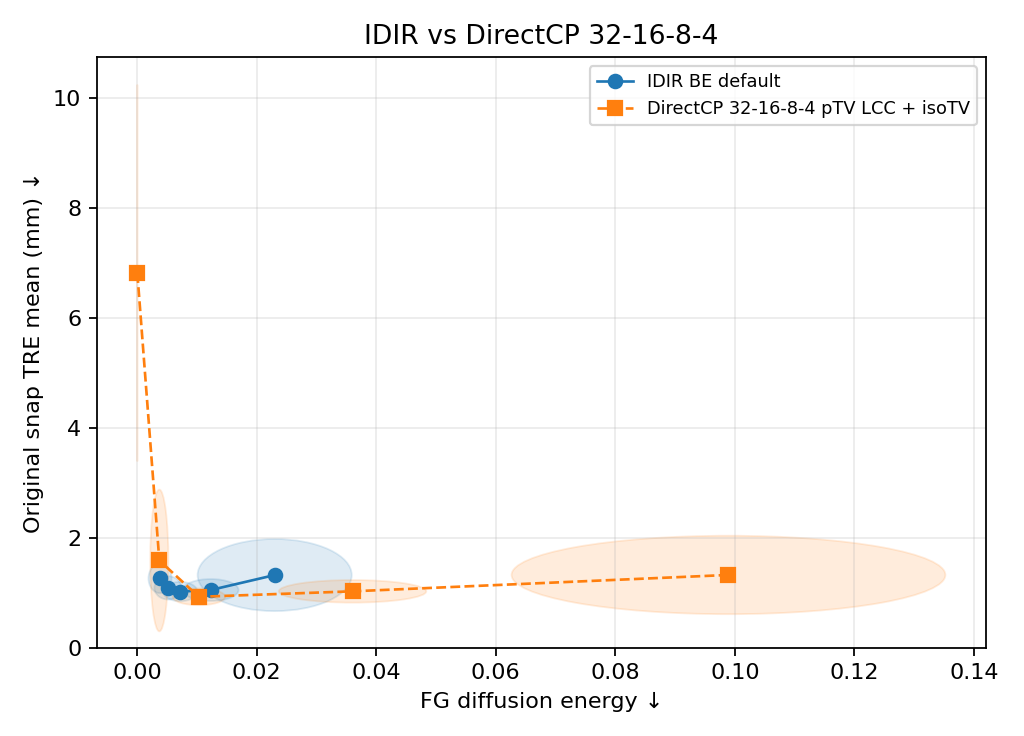 IDIR vs DirectCP 32-16-8-4
IDIR BE default
DirectCP 32-16-8-4 pTV LCC + isoTV
Original snap TRE mean (mm) ↓
10
8
6
4
2
0
0.00 0.02 0.04 0.06 0.08 0.10 0.12 0.14
FG diffusion energy ↓